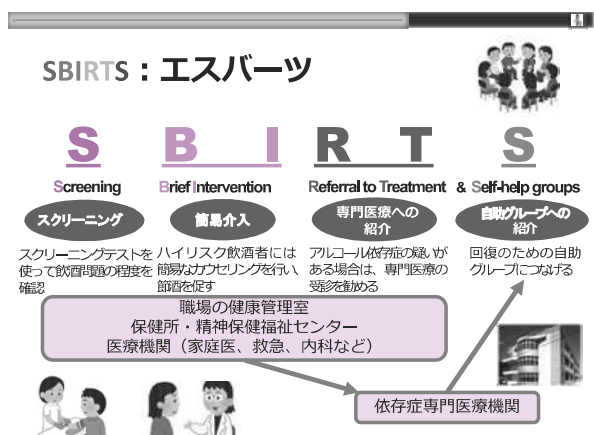 SBIRTS：エスバーツ
S B I R T S
Screening
Brief Intervention
Referral to Treatment
& Self-help groups
スクリーニング
簡易介入
専門医療への
紹介
自助グループへの
紹介
スクリーニングテストを
使って飲酒問題の程度を
確認
ハイリスク飲酒者には
簡易なカウセリングを行い、
節酒を促す
アルコール依存症の疑いが
ある場合は、専門医療の
受診を勧める
回復のための自助
グループにつなげる
職場の健康管理室
保健所・精神保健福祉センター
医療機関（家庭医、救急、内科など）
依存症専門医療機関